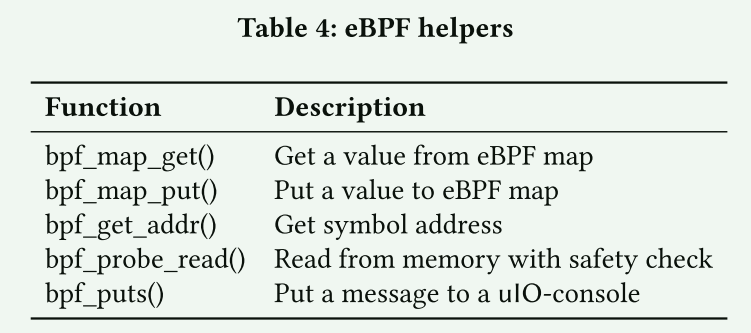 Table 4: eBPF helpers
Function Description
bpf_map_get() Get a value from eBPF map
bpf_map_put() Put a value to eBPF map
bpf_get_addr() Get symbol address
bpf_probe_read() Read from memory with safety check
bpf_puts() Put a message to a uIO-console